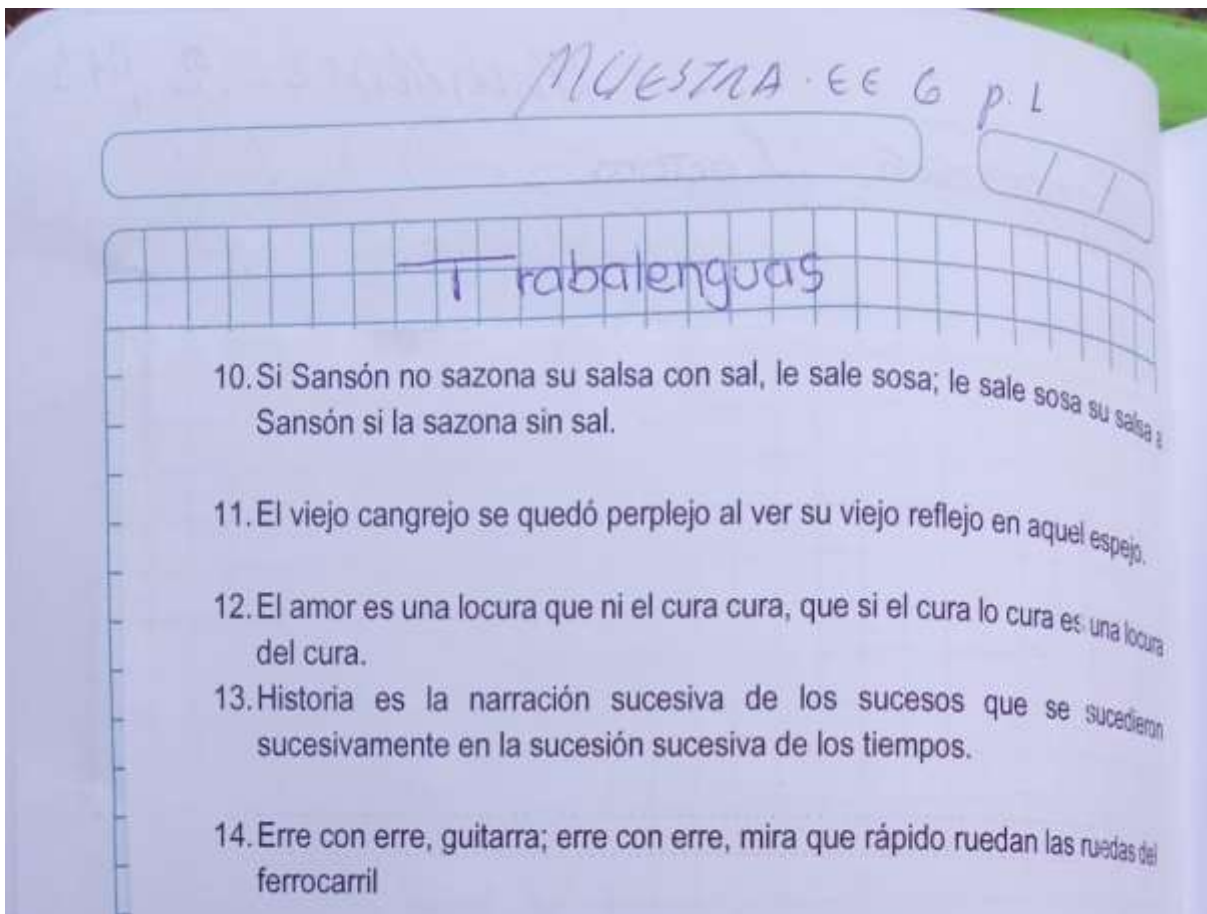 MUESTRA · EE 6 p. L
Trabalenguas
10. Si Sansón no sazona su salsa con sal, le sale sosa; le sale sosa su salsa a
Sansón si la sazona sin sal.
11. El viejo cangrejo se quedó perplejo al ver su viejo reflejo en aquel espejo.
12. El amor es una locura que ni el cura cura, que si el cura lo cura es una locura
del cura.
13. Historia es la narración sucesiva de los sucesos que se sucedieron
sucesivamente en la sucesión sucesiva de los tiempos.
14. Erre con erre, guitarra; erre con erre, mira que rápido ruedan las ruedas del
ferrocarril